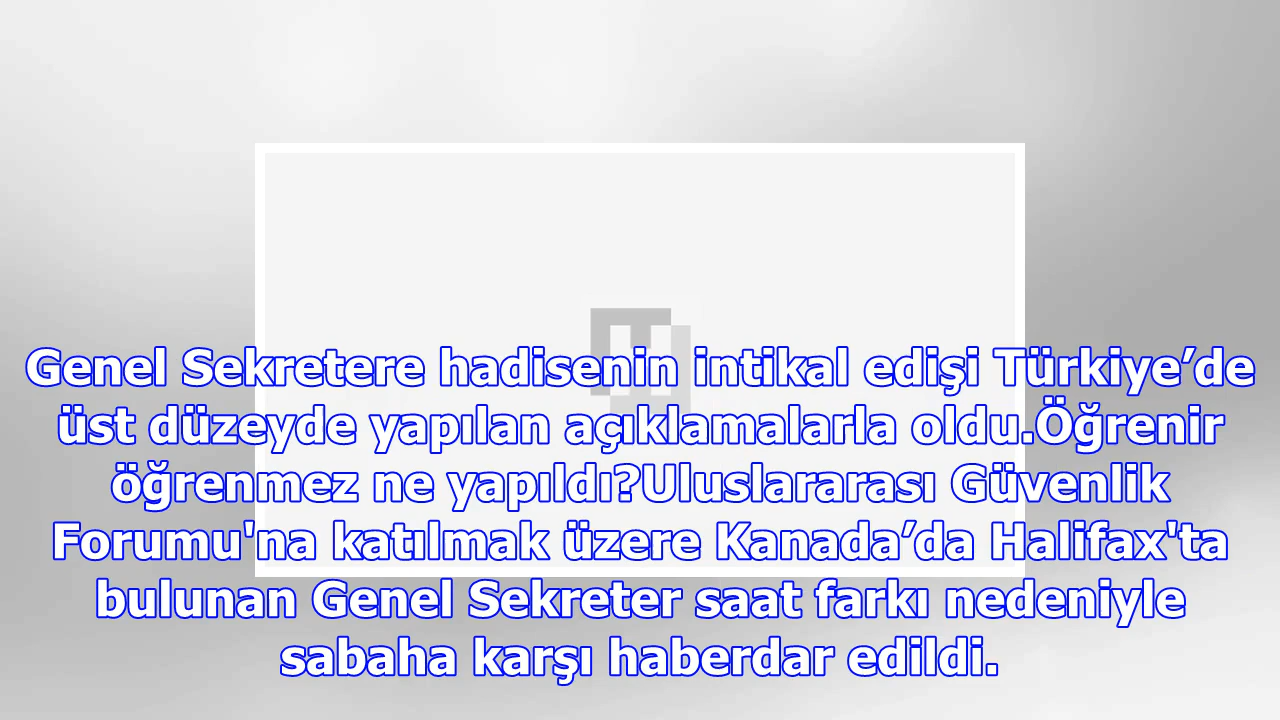 Genel Sekretere hadisenin intikal edişi Türkiye’de
üst düzeyde yapılan açıklamalarla oldu.Öğrenir
öğrenmez ne yapıldı?Uluslararası Güvenlik
Forumu'na katılmak üzere Kanada’da Halifax'ta
bulunan Genel Sekreter saat farkı nedeniyle
sabaha karşı haberdar edildi.